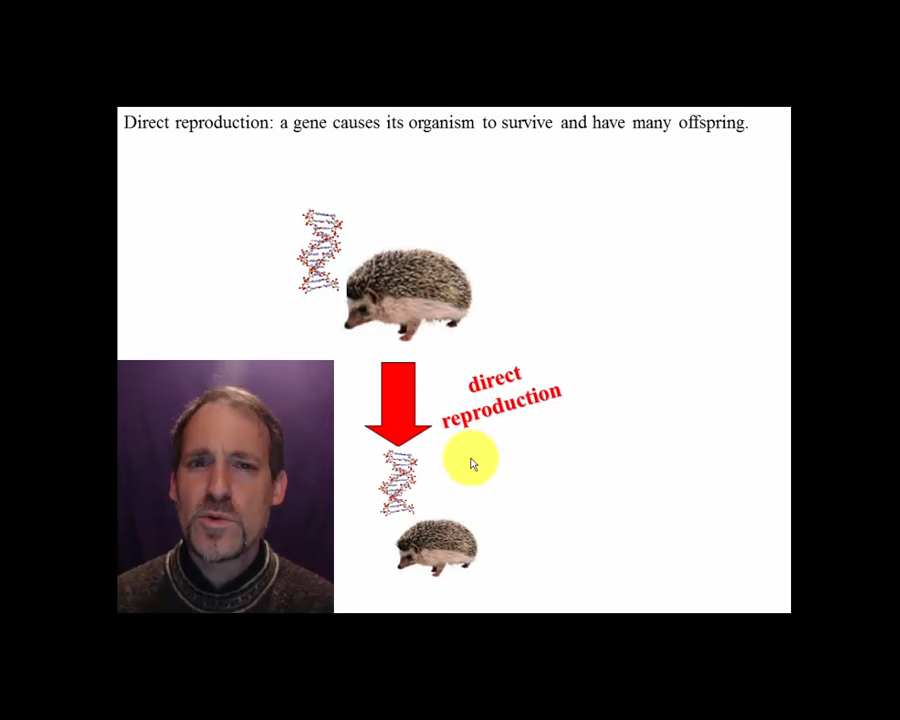 Direct reproduction: a gene causes its organism to survive and have many offspring.
direct
reproduction